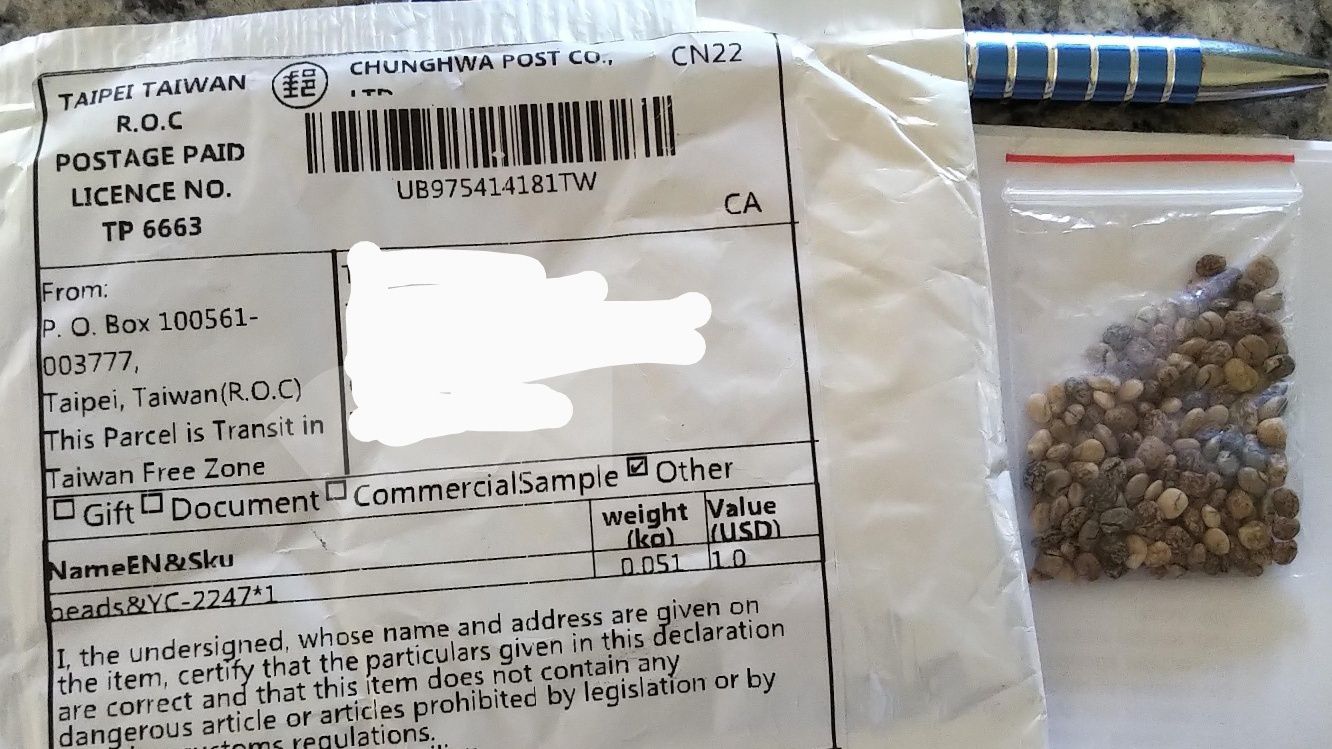 TAIPEI TAIWAN
R.O.C
POSTAGE PAID
LICENCE NO.
TP 6663
郵
CHUNGHWA POST CO.,
LTD
CN22
UB975414181TW
CA
From:
P. O. Box 100561-
003777,
Taipei, Taiwan(R.O.C)
This Parcel is Transit in
Taiwan Free Zone
Gift Document CommercialSample Other
NameEN&Sku
weight
(kg)
Value
(USD)
beads&YC-2247*1
0.051
1.0
I, the undersigned, whose name and address are given on
the item, certify that the particulars given in this declaration
are correct and that this item does not contain any
dangerous article or articles prohibited by legislation or by
customs regulations.